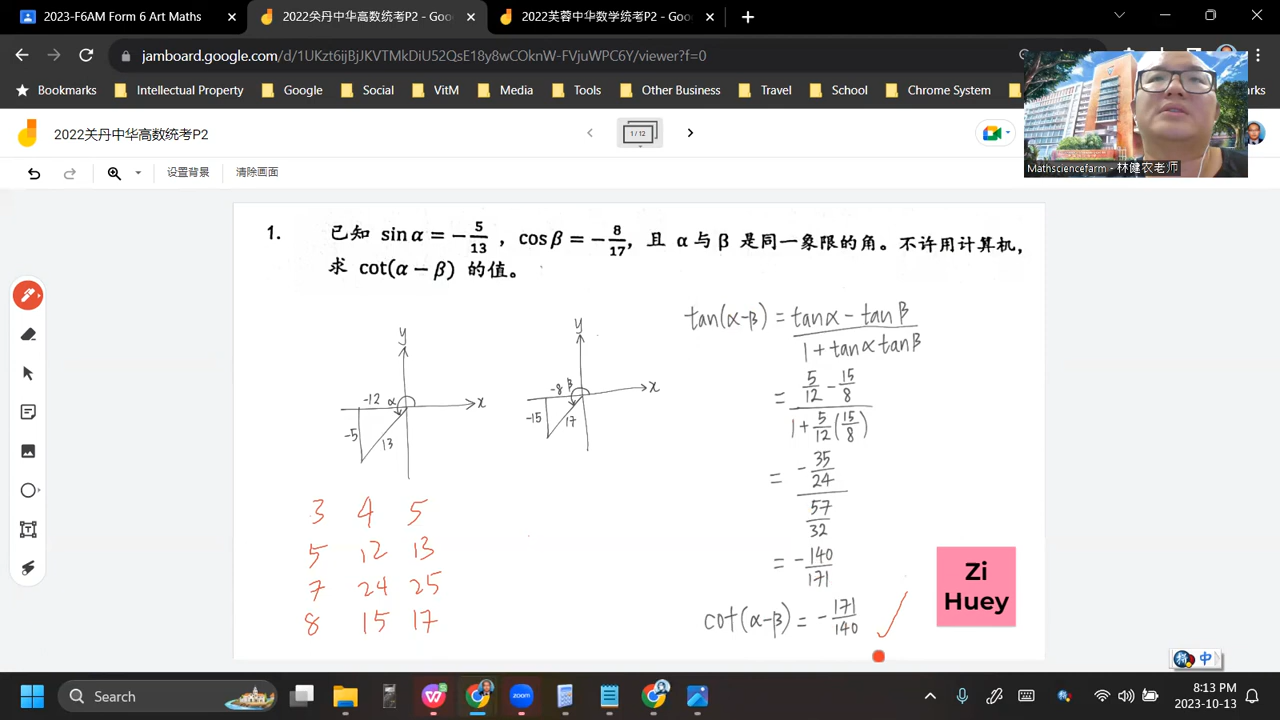 2023-F6AM Form 6 Art Maths
2022关丹中华高数统考P2 - Goo
2022芙蓉中华数学统考P2 - Goo
jamboard.google.com/d/1UKzt6ijBjJKVTMkDiU52QsE18y8wCQknW-FVjuWPC6Y/viewer?f=0
Bookmarks Intellectual Property Google Social VitM Media Tools Other Business Travel School Chrome System
marks
2022关丹中华高数统考P2
1 / 12
设置背景 清除画面
Mathsciencefarm - 林健农老师
1. 已知 sin α = −5/13 , cos β = −8/17, 且 α 与 β 是同一象限的角。不许用计算机,
求 cot(α − β) 的值。
y
x
-12 α
-5
13
y
x
-8 β
-15
17
tan(α-β) = tanα - tanβ / 1 + tanα tanβ
= 5/12 - 15/8 / 1 + 5/12 (15/8)
= - 35/24 / 57/32
= - 140/171
cot(α-β) = - 171/140 ✓
3 4 5
5 12 13
7 24 25
8 15 17
Zi
Huey
中
Search
8:13 PM
2023-10-13